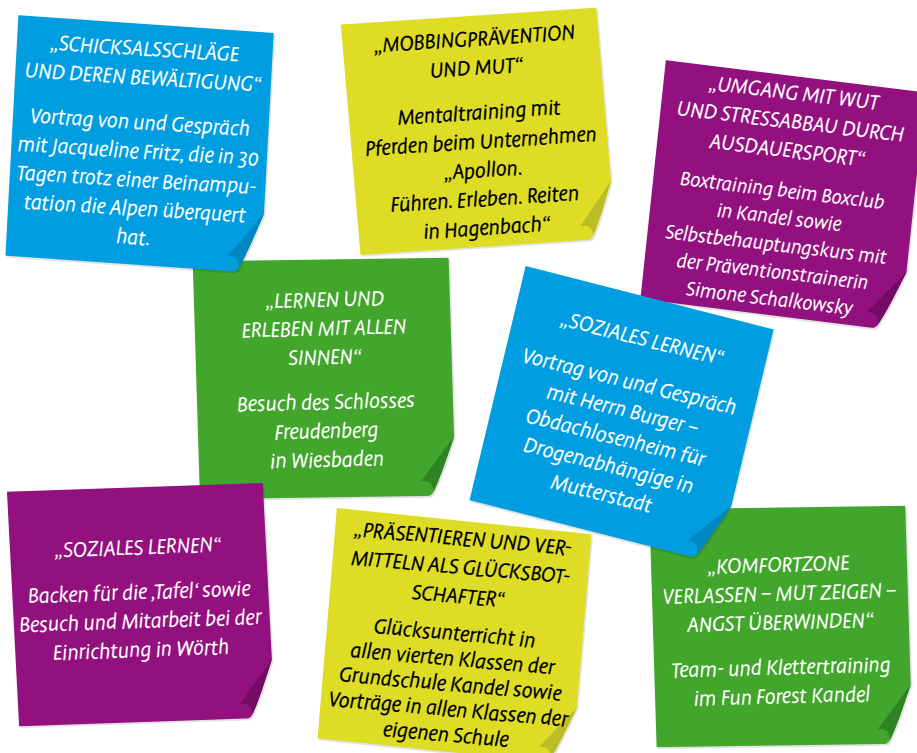 „SCHICKSALSSCHLÄGE
UND DEREN BEWÄLTIGUNG“
Vortrag von und Gespräch
mit Jacqueline Fritz, die in 30
Tagen trotz einer Beinampu-
tation die Alpen überquert
hat.
„MOBBINGPRÄVENTION
UND MUT“
Mentaltraining mit
Pferden beim Unternehmen
„Apollon.
Führen. Erleben. Reiten
in Hagenbach“
„UMGANG MIT WUT
UND STRESSABBAU DURCH
AUSDAUERSPORT“
Boxtraining beim Boxclub
in Kandel sowie
Selbstbehauptungskurs mit
der Präventionstrainerin
Simone Schalkowsky
„LERNEN UND
ERLEBEN MIT ALLEN
SINNEN“
Besuch des Schlosses
Freudenberg
in Wiesbaden
„SOZIALES LERNEN“
Vortrag von und Gespräch
mit Herrn Burger –
Obdachlosenheim für
Drogenabhängige in
Mutterstadt
„SOZIALES LERNEN“
Backen für die ‚Tafel‘ sowie
Besuch und Mitarbeit bei der
Einrichtung in Wörth
„PRÄSENTIEREN UND VER-
MITTELN ALS GLÜCKSBOT-
SCHAFTER“
Glücksunterricht in
allen vierten Klassen der
Grundschule Kandel sowie
Vorträge in allen Klassen der
eigenen Schule
„KOMFORTZONE
VERLASSEN – MUT ZEIGEN –
ANGST ÜBERWINDEN“
Team- und Klettertraining
im Fun Forest Kandel